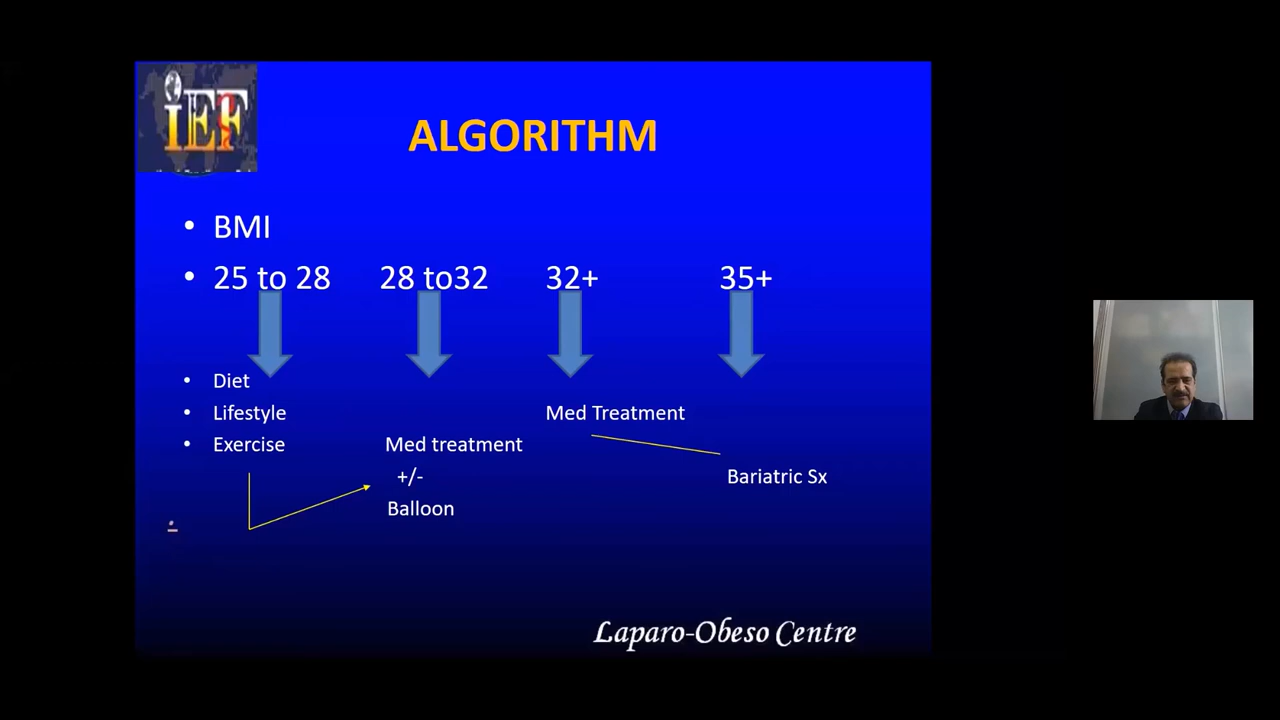 iEF
ALGORITHM
• BMI
• 25 to 28 28 to32 32+ 35+
• Diet
• Lifestyle Med Treatment
• Exercise Med treatment
+/- Bariatric Sx
Balloon
Laparo-Obeso Centre